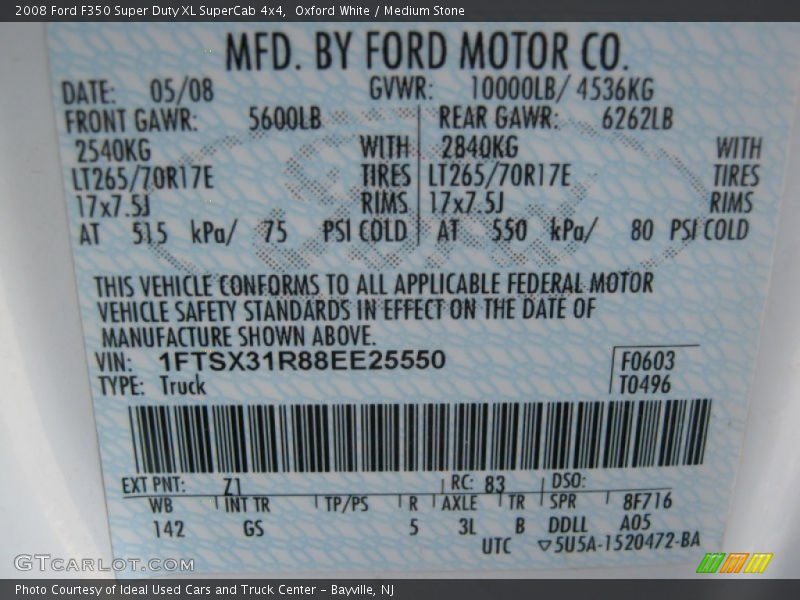 2008 Ford F350 Super Duty XL SuperCab 4x4, Oxford White / Medium Stone
MFD. BY FORD MOTOR CO.
DATE: 05/08 GVWR: 10000LB/ 4536KG
FRONT GAWR: 5600LB REAR GAWR: 6262LB
2540KG WITH 2840KG WITH
LT265/70R17E TIRES LT265/70R17E TIRES
17x7.5J RIMS 17x7.5J RIMS
AT 515 kPa/ 75 PSI COLD AT 550 kPa/ 80 PSI COLD
THIS VEHICLE CONFORMS TO ALL APPLICABLE FEDERAL MOTOR
VEHICLE SAFETY STANDARDS IN EFFECT ON THE DATE OF
MANUFACTURE SHOWN ABOVE.
VIN: 1FTSX31R88EE25550 F0603
TYPE: Truck T0496
EXT PNT: Z1 RC: 83 DSO:
WB INT TR TP/PS R AXLE TR SPR 8F716
142 GS 5 3L B DDLL A05
UTC ▽5U5A-1520472-BA
GTCARLOT.COM
Photo Courtesy of Ideal Used Cars and Truck Center – Bayville, NJ